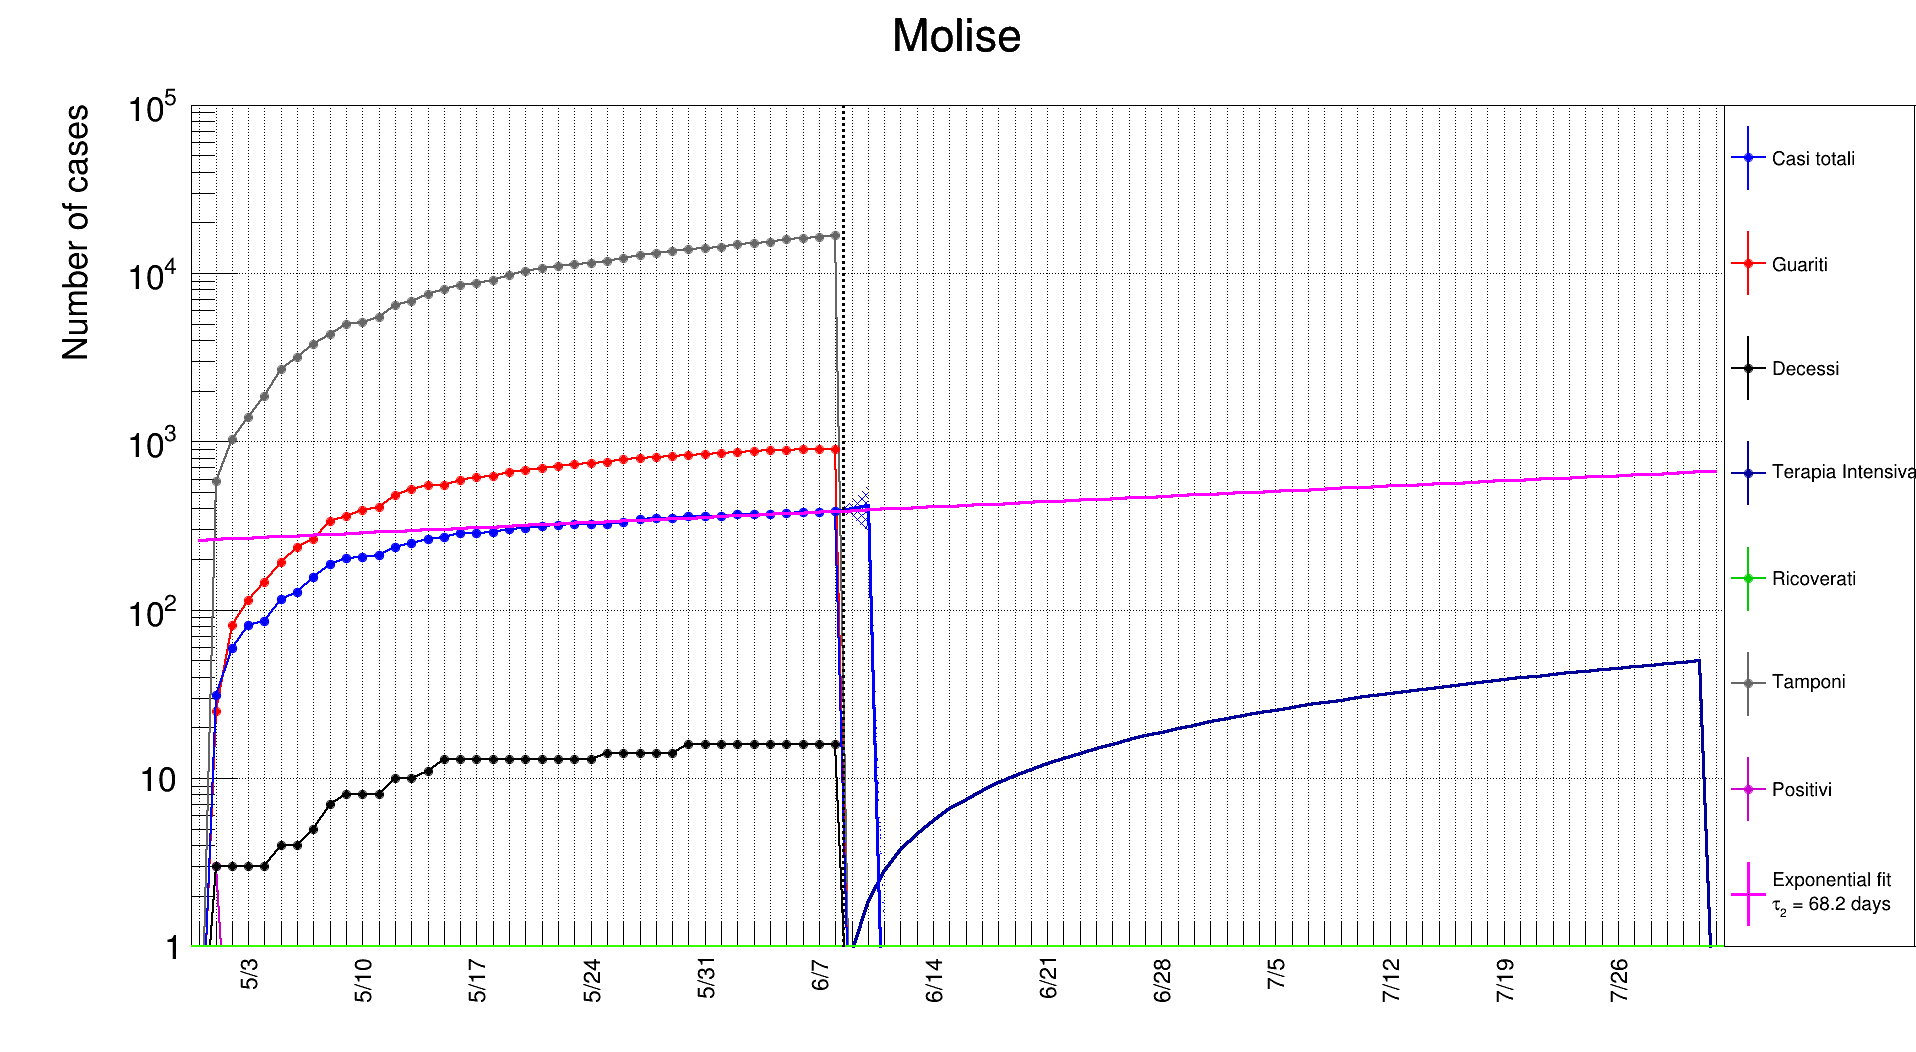 Molise
Number of cases
10^5
10^4
10^3
10^2
10
1
5/3
5/10
5/17
5/24
5/31
6/7
6/14
6/21
6/28
7/5
7/12
7/19
7/26
Casi totali
Guariti
Decessi
Terapia Intensiva
Ricoverati
Tamponi
Positivi
Exponential fit
τ₂ = 68.2 days